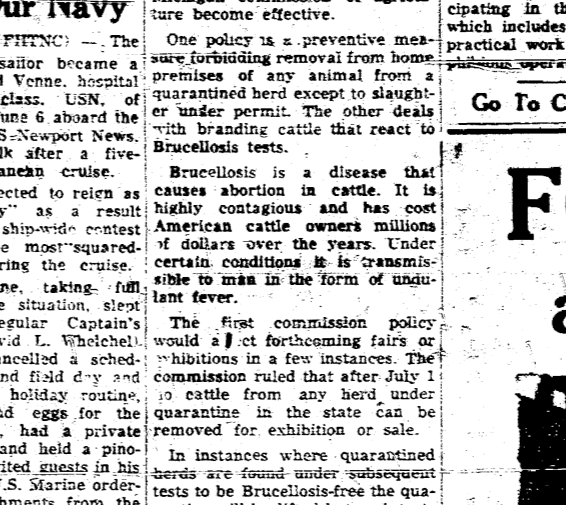 ur Navy
FHTNC) — The
sailor became a
d Venne, hospital
class, USN, of
une 6 aboard the
S-Newport News.
lk after a five-
anean cruise.
ected to reign as
y" as a result
ship-wide contest
e most "squared-
ring the cruise.
ne, taking full
e situation, slept
egular Captain's
vid L. Whelchel
ncelled a sched-
nd field day and
holiday routine,
nd eggs for the
, had a private
and held a pino-
ited guests in his
.S. Marine order-
hments from the
ture become effective.
One policy is a preventive mea-
sure forbidding removal from home
premises of any animal from a
quarantined herd except to slaught-
er under permit. The other deals
with branding cattle that react to
Brucellosis tests.
Brucellosis is a disease that
causes abortion in cattle. It is
highly contagious and has cost
American cattle owners millions
of dollars over the years. Under
certain conditions it is transmis-
sible to man in the form of undu-
lant fever.
The first commission policy
would a ct forthcoming fairs or
xhibitions in a few instances. The
commission ruled that after July 1
no cattle from any herd under
quarantine in the state can be
removed for exhibition or sale.
In instances where quarantined
herds are found under subsequent
tests to be Brucellosis-free the qua-
cipating in th
which includes
practical work
Go To C
F
a